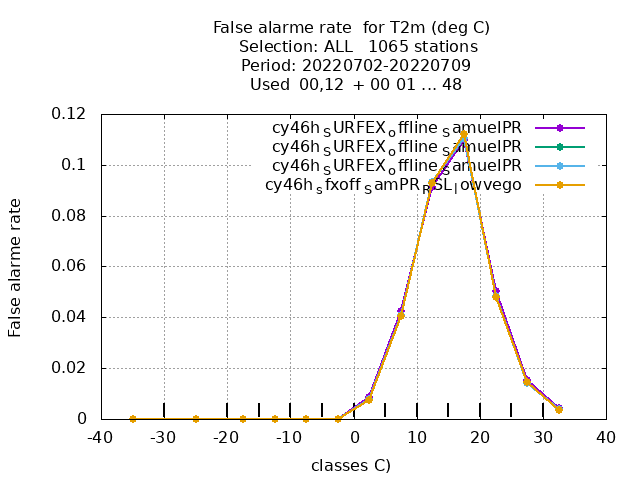 False alarme rate  for T2m (deg C)
Selection: ALL   1065 stations
Period: 20220702-20220709
Used  00,12  + 00 01 ... 48
False alarme rate
0.12
0.1
0.08
0.06
0.04
0.02
0
cy46h_SURFEX_offline_SamuelPR
cy46h_SURFEX_offline_SamuelPR
cy46h_SURFEX_offline_SamuelPR
cy46h_sfxoff_SamPR_RSL_lowvego
-40 -30 -20 -10 0 10 20 30 40
classes C)